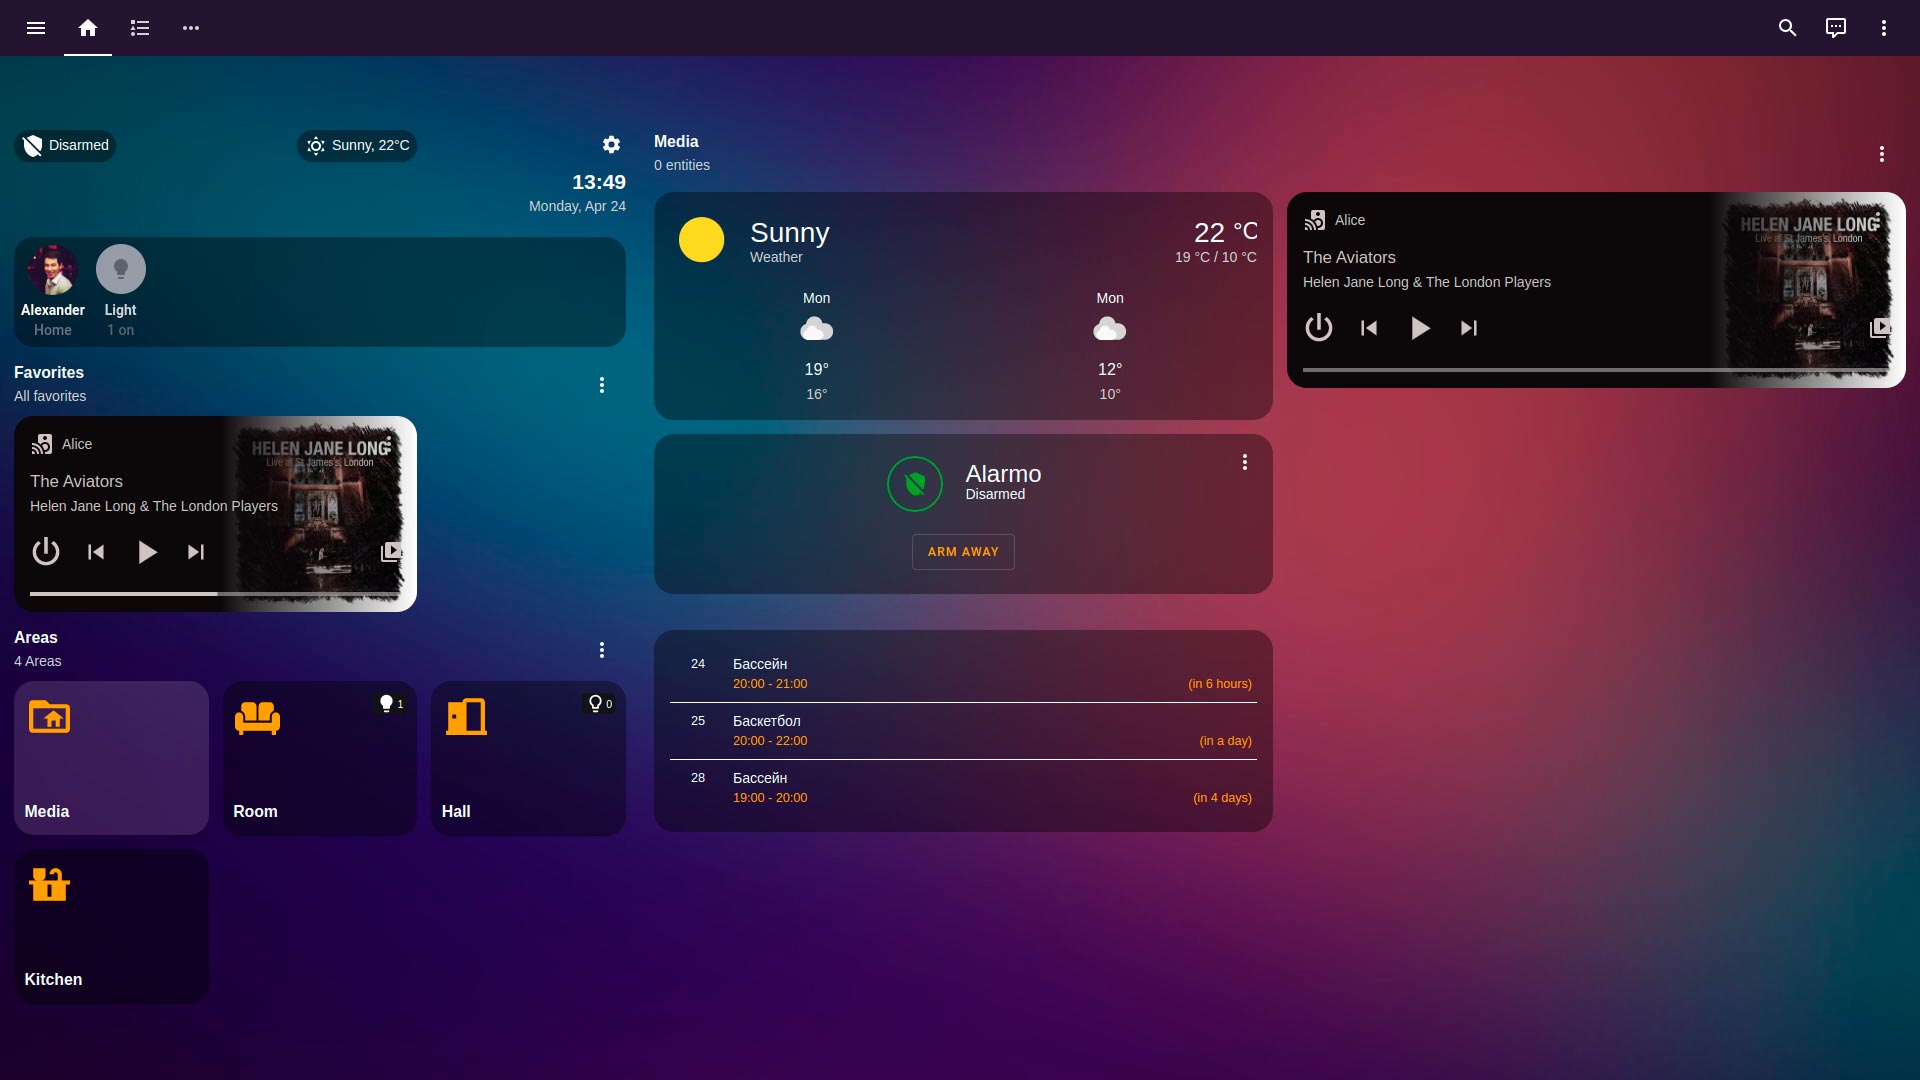 Disarmed
Sunny, 22°C
13:49
Monday, Apr 24
Alexander
Home
Light
1 on
Favorites
All favorites
Alice
The Aviators
Helen Jane Long & The London Players
HELEN JANE LONG
Live at St James's, London
Areas
4 Areas
Media
Room
1
Hall
0
Kitchen
Media
0 entities
Sunny
Weather
22 °C
19 °C / 10 °C
Mon
19°
16°
Mon
12°
10°
Alarmo
Disarmed
ARM AWAY
24
Бассейн
20:00 - 21:00
(in 6 hours)
25
Баскетбол
20:00 - 22:00
(in a day)
28
Бассейн
19:00 - 20:00
(in 4 days)
Alice
The Aviators
Helen Jane Long & The London Players
HELEN JANE LONG
Live at St James's, London